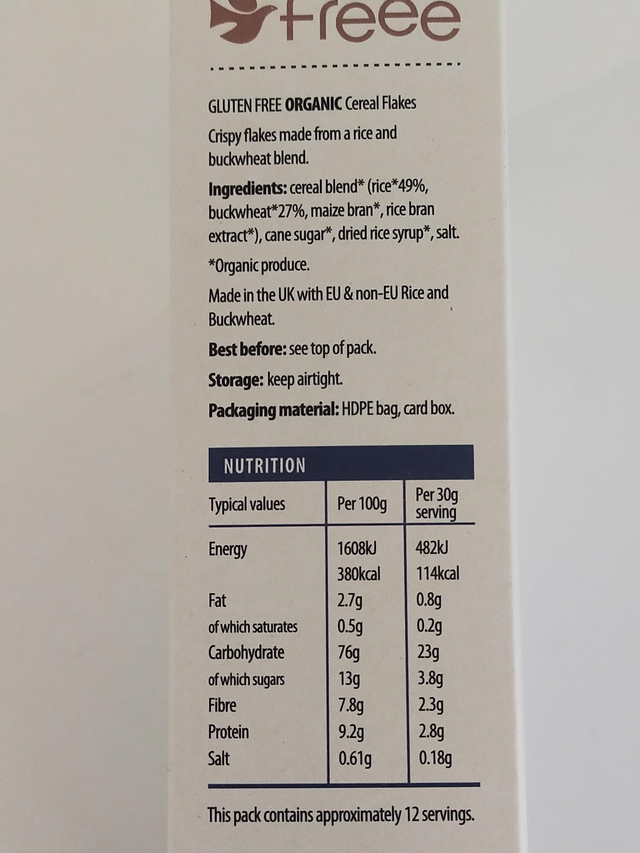 freee
GLUTEN FREE ORGANIC Cereal Flakes
Crispy flakes made from a rice and
buckwheat blend.
Ingredients: cereal blend* (rice*49%,
buckwheat*27%, maize bran*, rice bran
extract*), cane sugar*, dried rice syrup*, salt.
*Organic produce.
Made in the UK with EU & non-EU Rice and
Buckwheat.
Best before: see top of pack.
Storage: keep airtight.
Packaging material: HDPE bag, card box.
NUTRITION
Typical values Per 100g Per 30g serving
Energy 1608kJ 482kJ
380kcal 114kcal
Fat 2.7g 0.8g
of which saturates 0.5g 0.2g
Carbohydrate 76g 23g
of which sugars 13g 3.8g
Fibre 7.8g 2.3g
Protein 9.2g 2.8g
Salt 0.61g 0.18g
This pack contains approximately 12 servings.